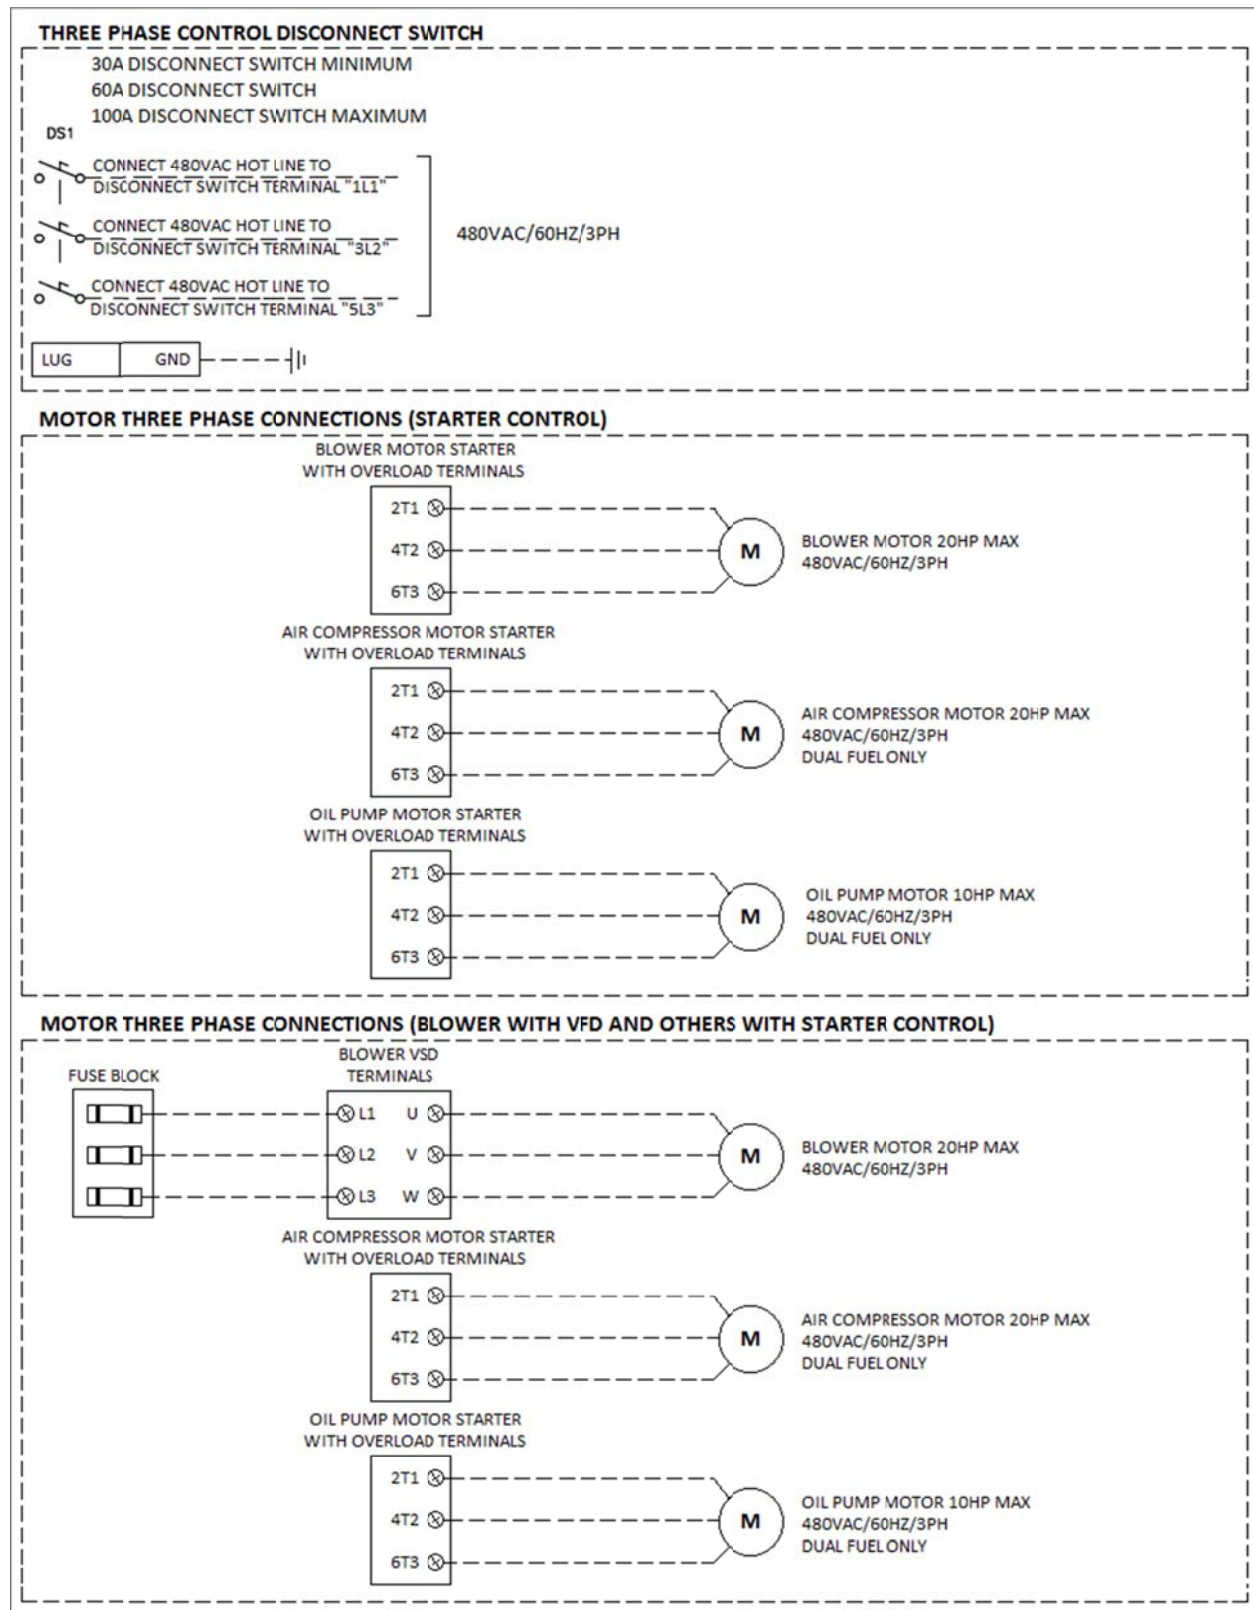 THREE PHASE CONTROL DISCONNECT SWITCH
30A DISCONNECT SWITCH MINIMUM
60A DISCONNECT SWITCH
100A DISCONNECT SWITCH MAXIMUM
DS1
CONNECT 480VAC HOT LINE TO
DISCONNECT SWITCH TERMINAL "1L1"
CONNECT 480VAC HOT LINE TO
DISCONNECT SWITCH TERMINAL "3L2"
480VAC/60HZ/3PH
CONNECT 480VAC HOT LINE TO
DISCONNECT SWITCH TERMINAL "5L3"
LUG GND
MOTOR THREE PHASE CONNECTIONS (STARTER CONTROL)
BLOWER MOTOR STARTER
WITH OVERLOAD TERMINALS
2T1
4T2
6T3
M
BLOWER MOTOR 20HP MAX
480VAC/60HZ/3PH
AIR COMPRESSOR MOTOR STARTER
WITH OVERLOAD TERMINALS
2T1
4T2
6T3
M
AIR COMPRESSOR MOTOR 20HP MAX
480VAC/60HZ/3PH
DUAL FUEL ONLY
OIL PUMP MOTOR STARTER
WITH OVERLOAD TERMINALS
2T1
4T2
6T3
M
OIL PUMP MOTOR 10HP MAX
480VAC/60HZ/3PH
DUAL FUEL ONLY
MOTOR THREE PHASE CONNECTIONS (BLOWER WITH VFD AND OTHERS WITH STARTER CONTROL)
FUSE BLOCK
BLOWER VSD
TERMINALS
L1 U
L2 V
L3 W
M
BLOWER MOTOR 20HP MAX
480VAC/60HZ/3PH
AIR COMPRESSOR MOTOR STARTER
WITH OVERLOAD TERMINALS
2T1
4T2
6T3
M
AIR COMPRESSOR MOTOR 20HP MAX
480VAC/60HZ/3PH
DUAL FUEL ONLY
OIL PUMP MOTOR STARTER
WITH OVERLOAD TERMINALS
2T1
4T2
6T3
M
OIL PUMP MOTOR 10HP MAX
480VAC/60HZ/3PH
DUAL FUEL ONLY